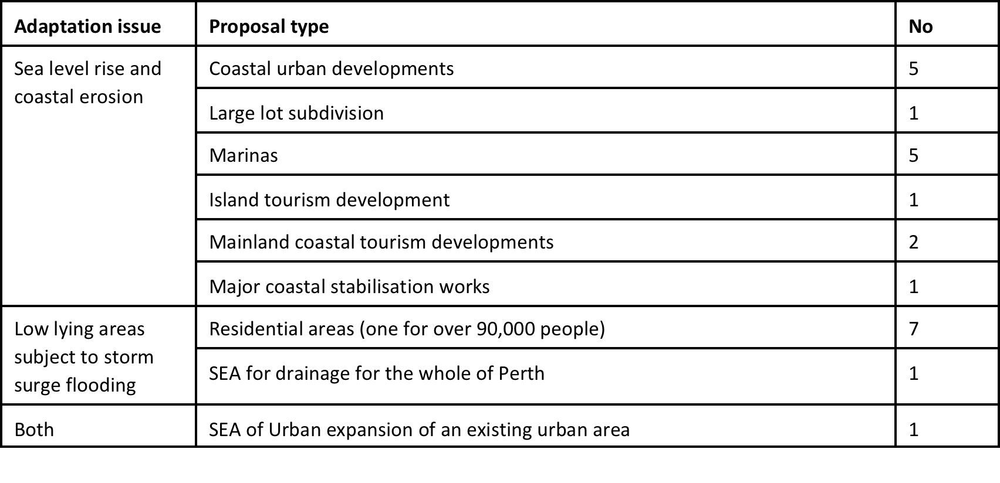 Adaptation issue Proposal type No
Sea level rise and Coastal urban developments 5
coastal erosion
Large lot subdivision 1
Marinas 5
Island tourism development 1
Mainland coastal tourism developments 2
Major coastal stabilisation works 1
Low lying areas Residential areas (one for over 90,000 people) 7
subject to storm SEA for drainage for the whole of Perth 1
surge flooding
Both SEA of Urban expansion of an existing urban area 1